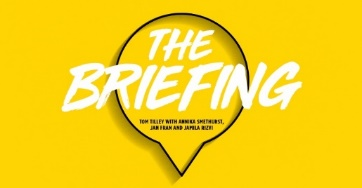 THE
BRIEFING
TOM TILLEY WITH ANNIKA SMETHURST,
JAN FRAN AND JAMILA RIZVI